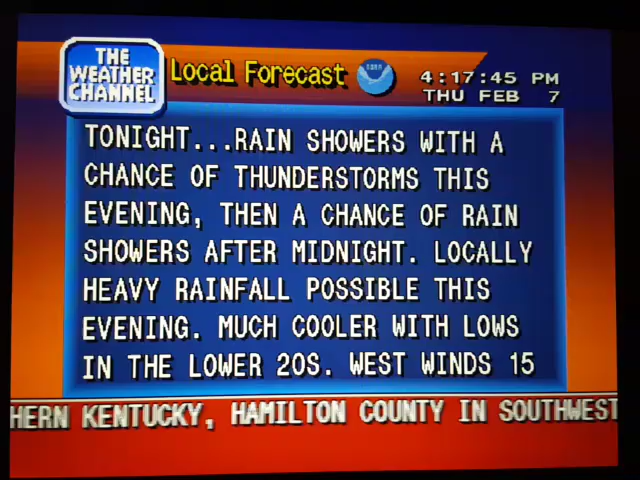 THE
WEATHER
CHANNEL
Local Forecast
4:17:45 PM
THU FEB 7
TONIGHT...RAIN SHOWERS WITH A
CHANCE OF THUNDERSTORMS THIS
EVENING, THEN A CHANCE OF RAIN
SHOWERS AFTER MIDNIGHT. LOCALLY
HEAVY RAINFALL POSSIBLE THIS
EVENING. MUCH COOLER WITH LOWS
IN THE LOWER 20S. WEST WINDS 15
HERN KENTUCKY, HAMILTON COUNTY IN SOUTHWEST